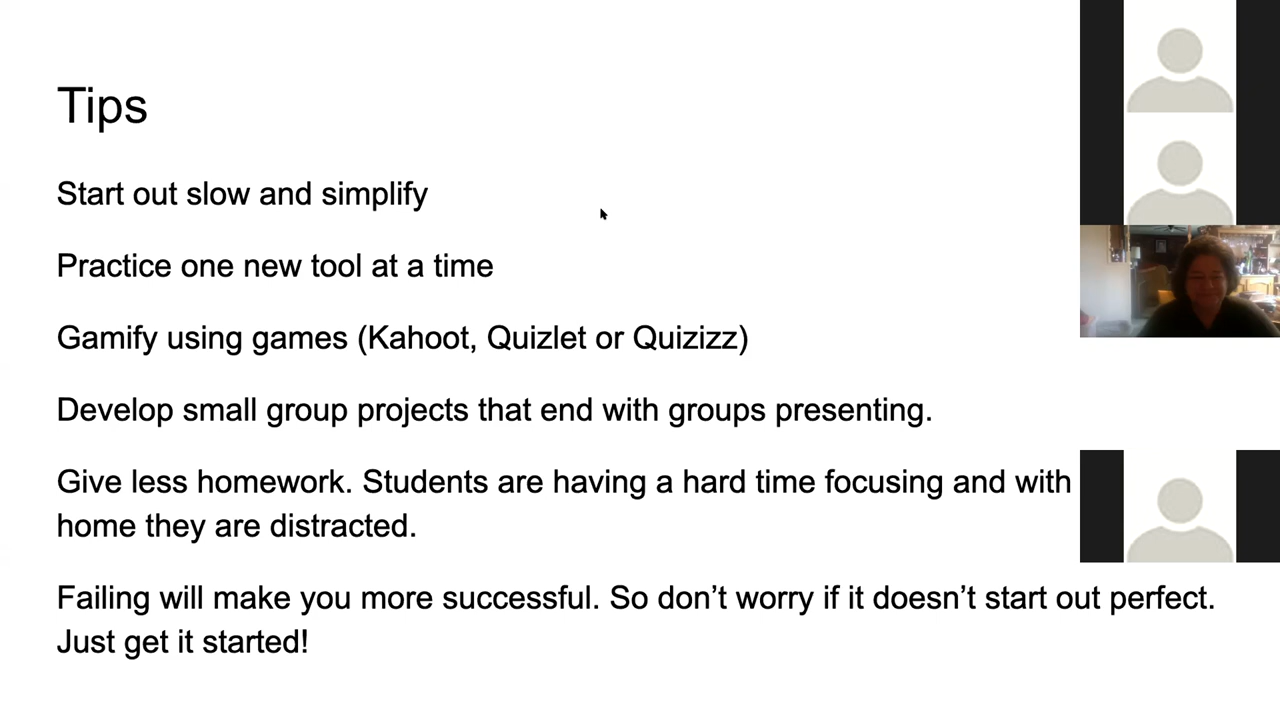 Tips
Start out slow and simplify
Practice one new tool at a time
Gamify using games (Kahoot, Quizlet or Quizizz)
Develop small group projects that end with groups presenting.
Give less homework. Students are having a hard time focusing and with
home they are distracted.
Failing will make you more successful. So don’t worry if it doesn’t start out perfect.
Just get it started!